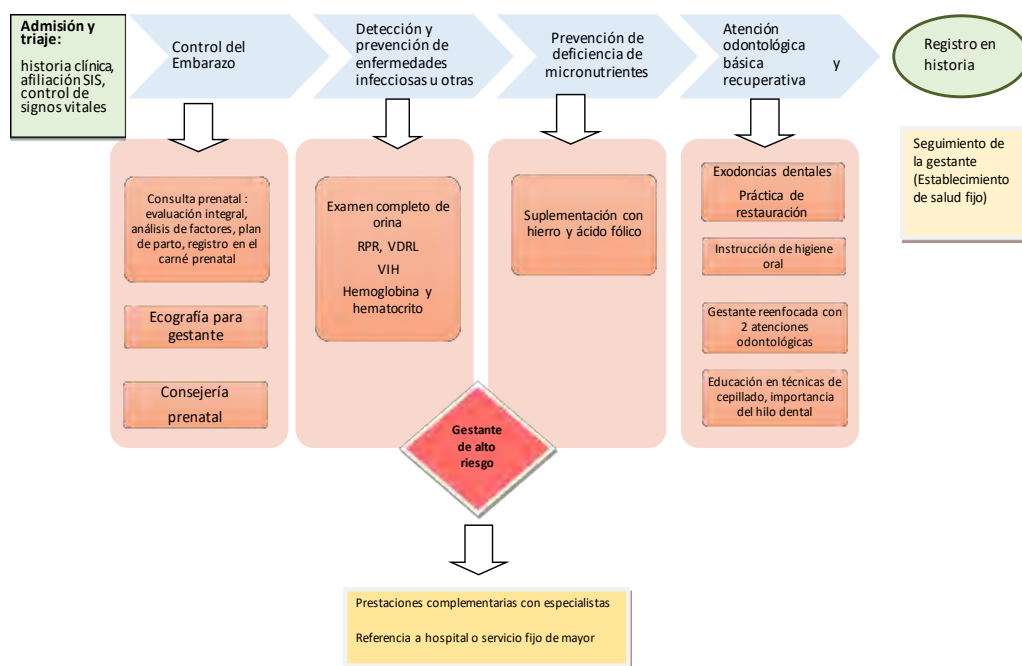 Admisión y
triaje:
historia clínica,
afiliación SIS,
control de
signos vitales
Control del
Embarazo
Detección y
prevención de
enfermedades
infecciosas u otras
Prevención de
deficiencia de
micronutrientes
Atención
odontológica
básica y
recuperativa
Registro en
historia
Consulta prenatal :
evaluación integral,
análisis de factores, plan
de parto, registro en el
carné prenatal
Ecografía para
gestante
Consejería
prenatal
Examen completo de
orina
RPR, VDRL
VIH
Hemoglobina y
hematocrito
Suplementación con
hierro y ácido fólico
Exodoncias dentales
Práctica de
restauración
Instrucción de higiene
oral
Gestante reenfocada con
2 atenciones
odontológicas
Educación en técnicas de
cepillado, importancia
del hilo dental
Seguimiento de
la gestante
(Establecimiento
de salud fijo)
Gestante
de alto
riesgo
Prestaciones complementarias con especialistas
Referencia a hospital o servicio fijo de mayor